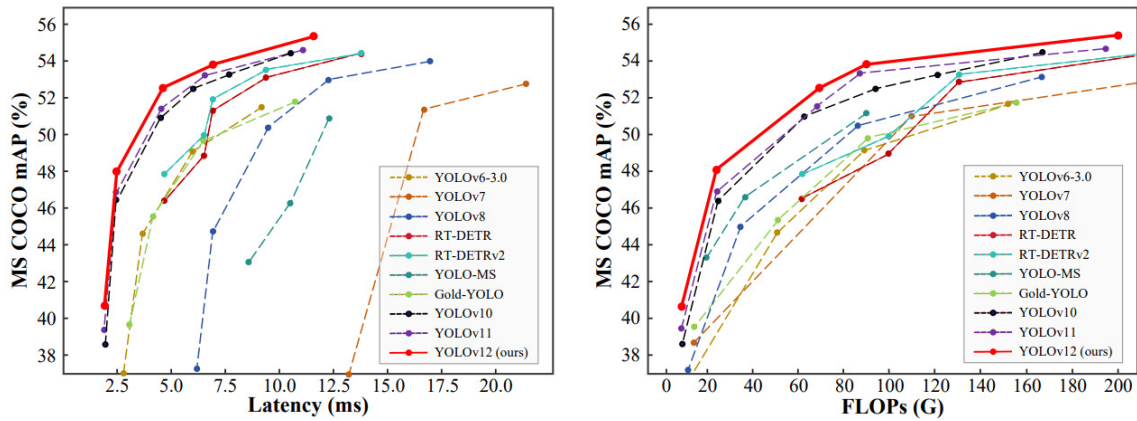 56
54
52
50
48
46
44
42
40
38
MS COCO mAP (%)
2.5 5.0 7.5 10.0 12.5 15.0 17.5 20.0
Latency (ms)
YOLOv6-3.0
YOLOv7
YOLOv8
RT-DETR
RT-DETRv2
YOLO-MS
Gold-YOLO
YOLOv10
YOLOv11
YOLOv12 (ours)
56
54
52
50
48
46
44
42
40
38
MS COCO mAP (%)
0 20 40 60 80 100 120 140 160 180 200
FLOPs (G)
YOLOv6-3.0
YOLOv7
YOLOv8
RT-DETR
RT-DETRv2
YOLO-MS
Gold-YOLO
YOLOv10
YOLOv11
YOLOv12 (ours)